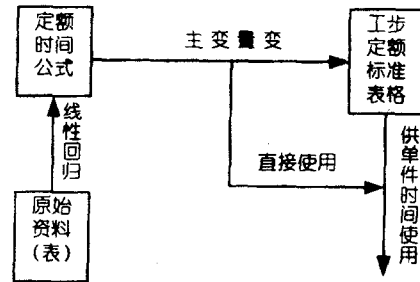 定额
时间
公式
主变量变
工步
定额
标准
表格
线性回归
直接使用
供单件时间使用
原始
资料
(表)